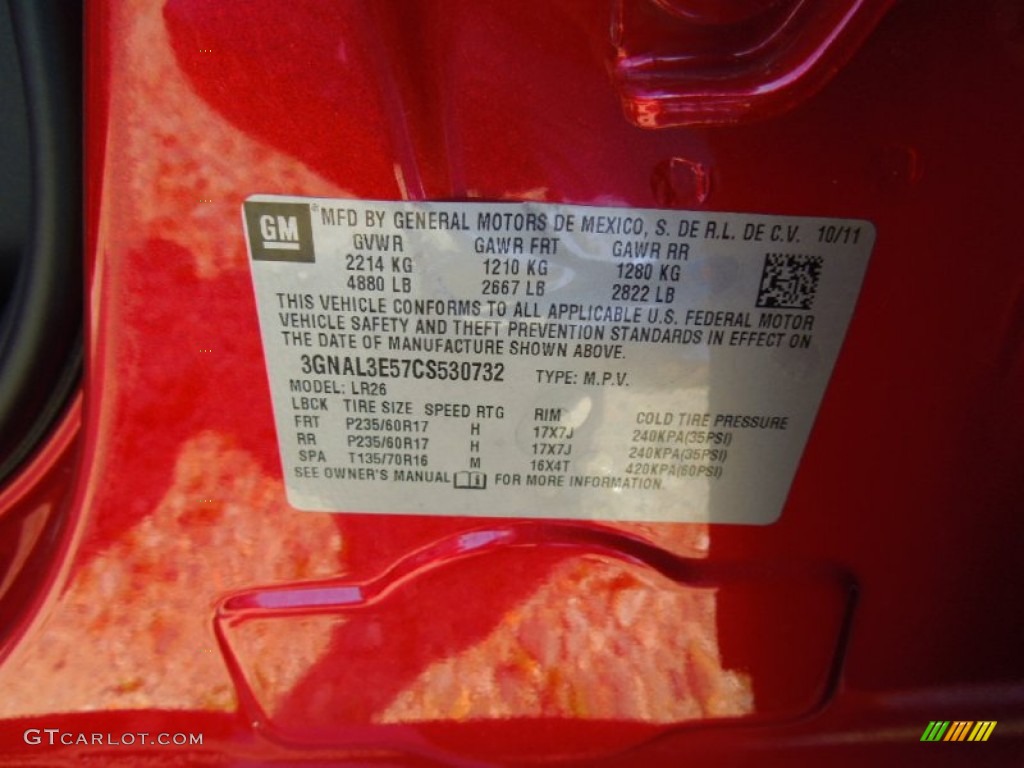 GM
® MFD BY GENERAL MOTORS DE MEXICO, S. DE R.L. DE C.V. 10/11
GVWR GAWR FRT GAWR RR
2214 KG 1210 KG 1280 KG
4880 LB 2667 LB 2822 LB
THIS VEHICLE CONFORMS TO ALL APPLICABLE U.S. FEDERAL MOTOR
VEHICLE SAFETY AND THEFT PREVENTION STANDARDS IN EFFECT ON
THE DATE OF MANUFACTURE SHOWN ABOVE.
3GNAL3E57CS530732 TYPE: M.P.V.
MODEL: LR26
LBCK TIRE SIZE SPEED RTG RIM COLD TIRE PRESSURE
FRT P235/60R17 H 17X7J 240KPA(35PSI)
RR P235/60R17 H 17X7J 240KPA(35PSI)
SPA T135/70R16 M 16X4T 420KPA(60PSI)
SEE OWNER'S MANUAL FOR MORE INFORMATION.
GTCARLOT.COM